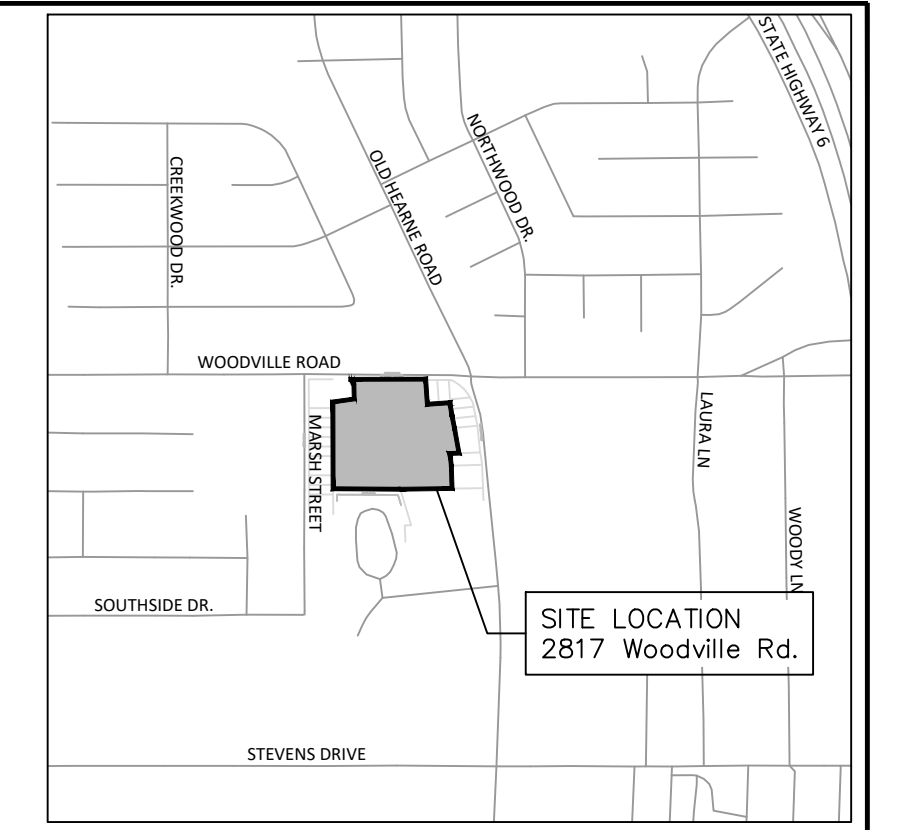 STATE HIGHWAY 6
NORTHWOOD DR.
OLD HEARNE ROAD
CREEKWOOD DR.
WOODVILLE ROAD
MARSH STREET
LAURA LN
WOODY LN
SOUTHSIDE DR.
SITE LOCATION
2817 Woodville Rd.
STEVENS DRIVE